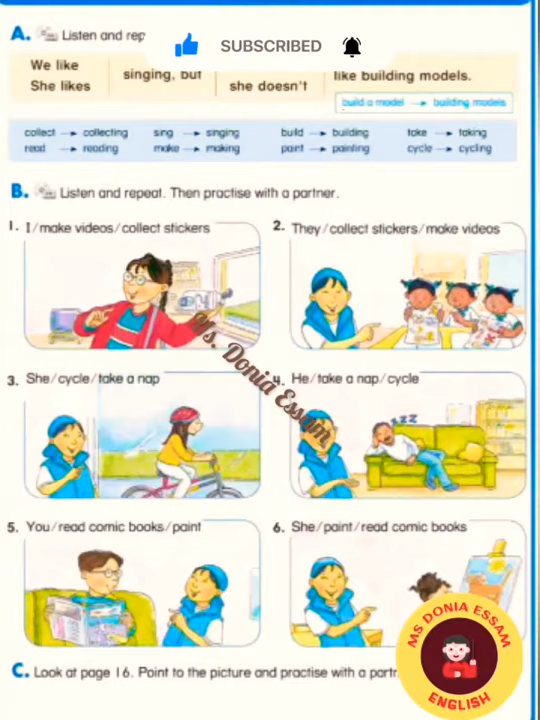 A. Listen and rep
SUBSCRIBED
We like
She likes
singing, but
she doesn't
like building models.
build a model → building models
collect → collecting sing → singing build → building take → taking
read → reading make → making paint → painting cycle → cycling
B. Listen and repeat. Then practise with a partner.
1. I/make videos/collect stickers
2. They/collect stickers/make videos
3. She/cycle/take a nap
4. He/take a nap/cycle
zzz
Ms. Donia Essam
5. You/read comic books/paint
6. She/paint/read comic books
C. Look at page 16. Point to the picture and practise with a partn
MS DONIA ESSAM
ENGLISH